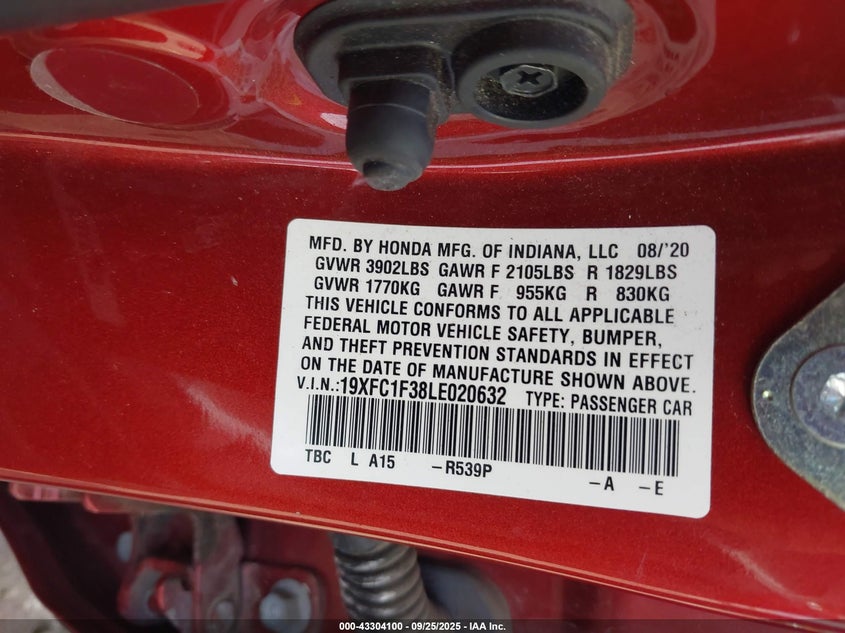 MFD. BY HONDA MFG. OF INDIANA, LLC 08/'20
GVWR 3902LBS GAWR F 2105LBS R 1829LBS
GVWR 1770KG GAWR F 955KG R 830KG
THIS VEHICLE CONFORMS TO ALL APPLICABLE
FEDERAL MOTOR VEHICLE SAFETY, BUMPER,
AND THEFT PREVENTION STANDARDS IN EFFECT
ON THE DATE OF MANUFACTURE SHOWN ABOVE.
V.I.N.:19XFC1F38LE020632 TYPE: PASSENGER CAR
TBC L A15 -R539P -A -E
000-43304100 - 09/25/2025 - IAA Inc.